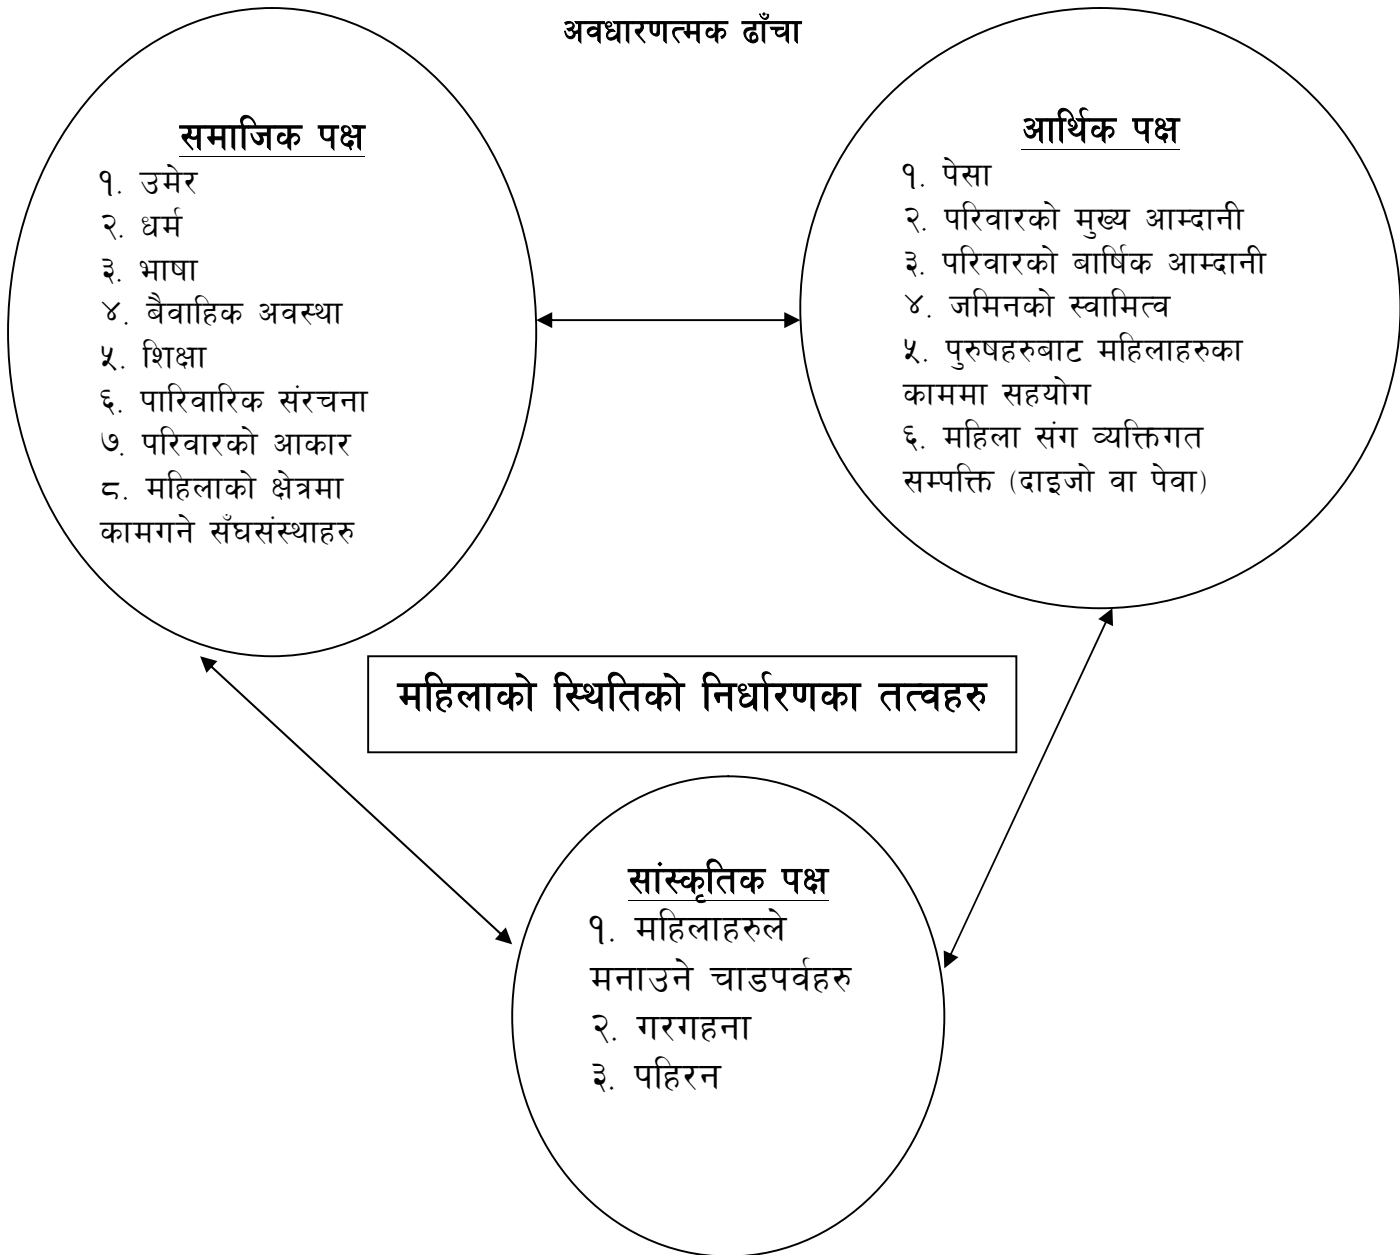 अवधारणत्मक ढाँचा
समाजिक पक्ष
१. उमेर
२. धर्म
३. भाषा
४. बैवाहिक अवस्था
५. शिक्षा
६. पारिवारिक संरचना
७. परिवारको आकार
८. महिलाको क्षेत्रमा
कामगने सँघसंस्थाहरु
आर्थिक पक्ष
१. पेसा
२. परिवारको मुख्य आम्दानी
३. परिवारको बार्षिक आम्दानी
४. जमिनको स्वामित्व
५. पुरुषहरुबाट महिलाहरुका
काममा सहयोग
६. महिला संग व्यक्तिगत
सम्पक्ति (दाइजो वा पेवा)
महिलाको स्थितिको निर्धारणका तत्वहरु
सांस्कृतिक पक्ष
१. महिलाहरुले
मनाउने चाडपर्वहरु
२. गरगहना
३. पहिरन